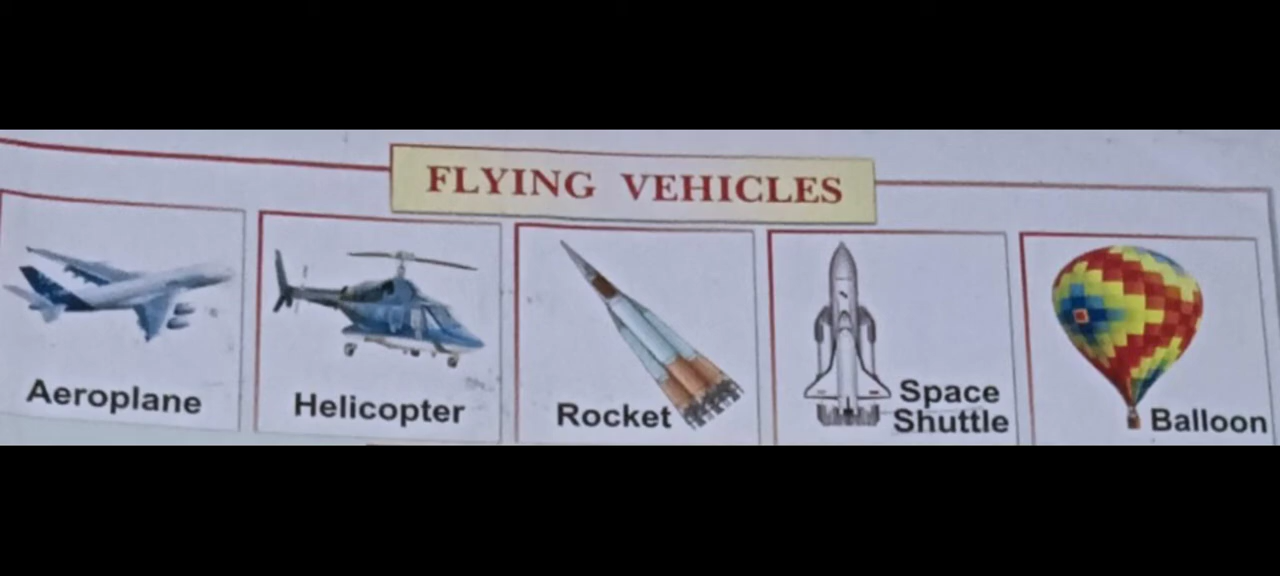 FLYING VEHICLES
Aeroplane
Helicopter
Rocket
Space
Shuttle
Balloon